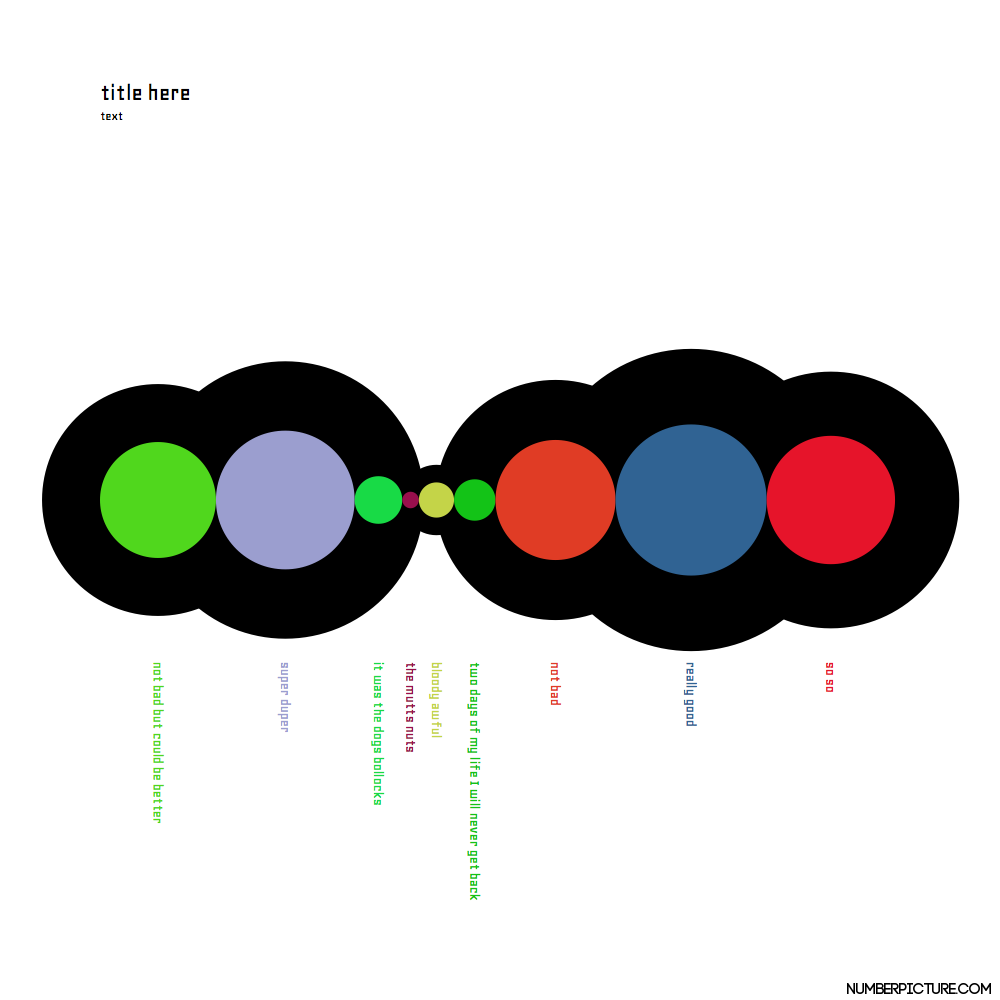 title here
text
not bad but could be better
super duper
it was the dogs bollocks
the mutts nuts
bloody awful
two days of my life I will never get back
not bad
really good
so so
NUMBERPICTURE.COM